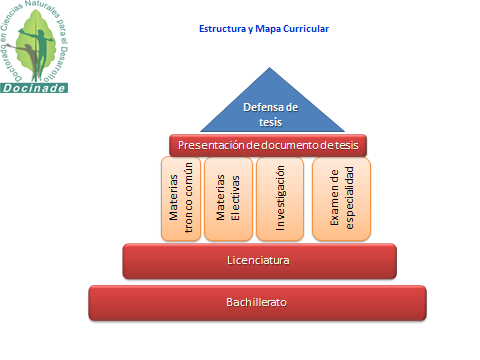 Doctorado en Ciencias Naturales para el Desarrollo
Docinade
Estructura y Mapa Curricular
Defensa de
tesis
Presentación de documento de tesis
Materias
tronco común
Materias
Electivas
Investigación
Examen de
especialidad
Licenciatura
Bachillerato